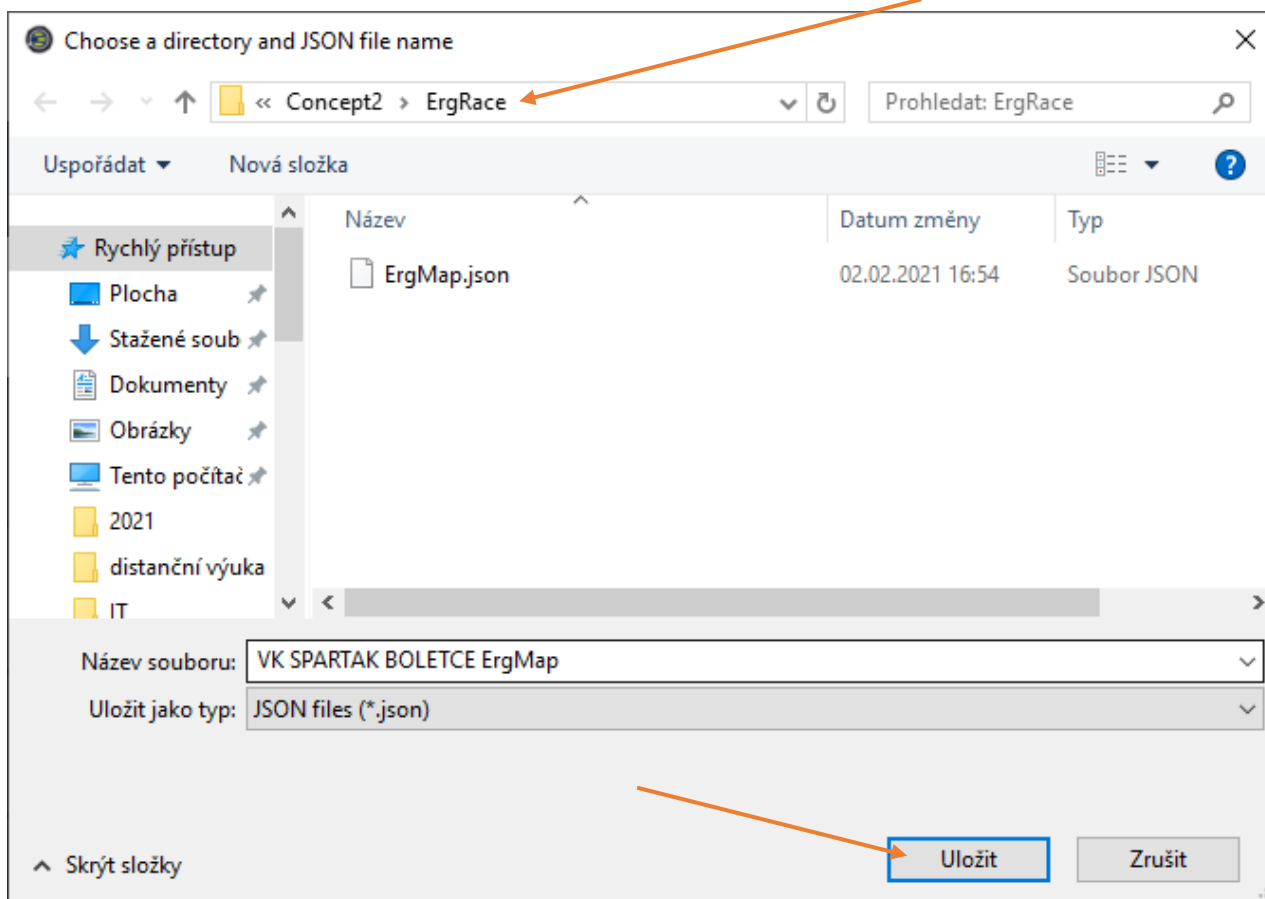 Choose a directory and JSON file name
« Concept2 › ErgRace
Prohledat: ErgRace
Uspořádat
Nová složka
?
Název
Datum změny
Typ
Rychlý přístup
ErgMap.json
02.02.2021 16:54
Soubor JSON
Plocha
Stažené soub
Dokumenty
Obrázky
Tento počítač
2021
distanční výuka
IT
Název souboru: VK SPARTAK BOLETCE ErgMap
Uložit jako typ: JSON files (*.json)
Skrýt složky
Uložit
Zrušit